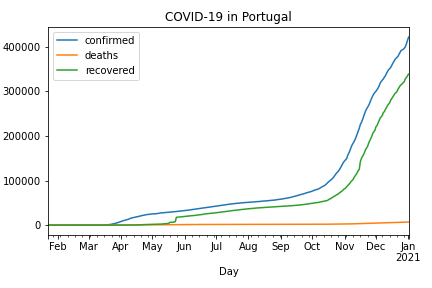 COVID-19 in Portugal
confirmed
deaths
recovered
400000
300000
200000
100000
0
Feb Mar Apr May Jun Jul Aug Sep Oct Nov Dec Jan
2021
Day